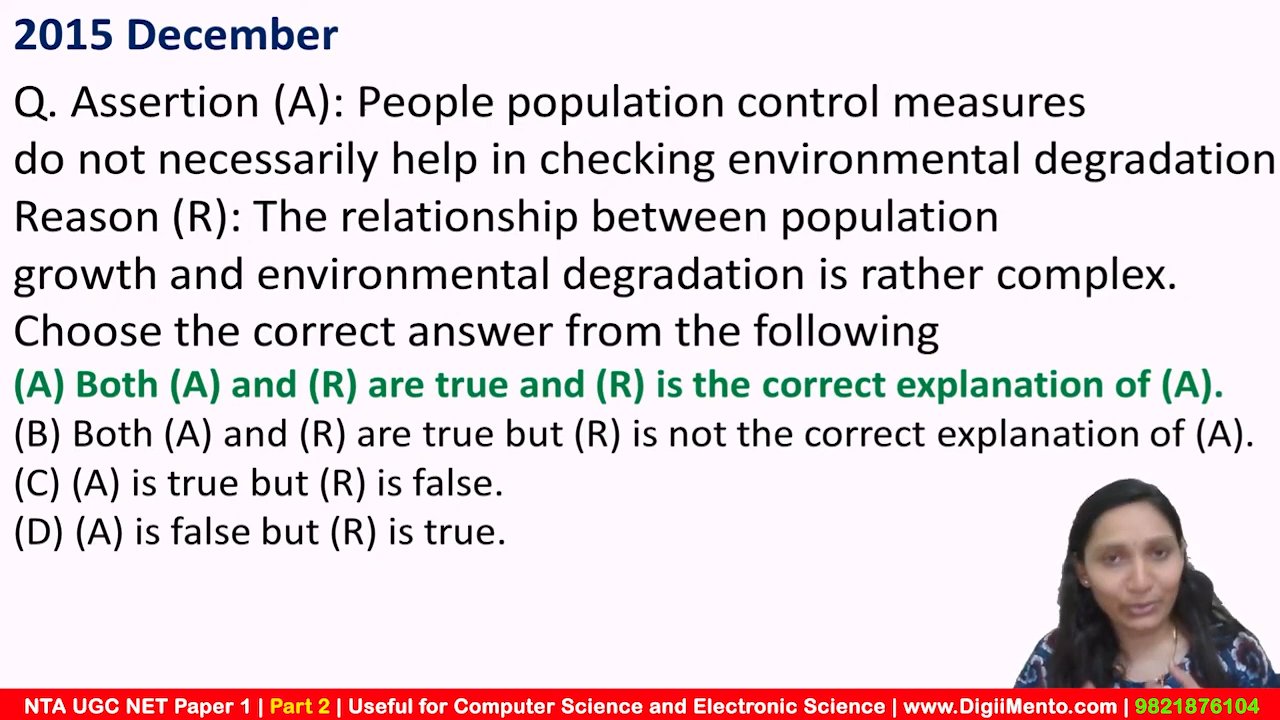 2015 December
Q. Assertion (A): People population control measures
do not necessarily help in checking environmental degradation
Reason (R): The relationship between population
growth and environmental degradation is rather complex.
Choose the correct answer from the following
(A) Both (A) and (R) are true and (R) is the correct explanation of (A).
(B) Both (A) and (R) are true but (R) is not the correct explanation of (A).
(C) (A) is true but (R) is false.
(D) (A) is false but (R) is true.
NTA UGC NET Paper 1 | Part 2 | Useful for Computer Science and Electronic Science | www.DigiiMento.com | 9821876104